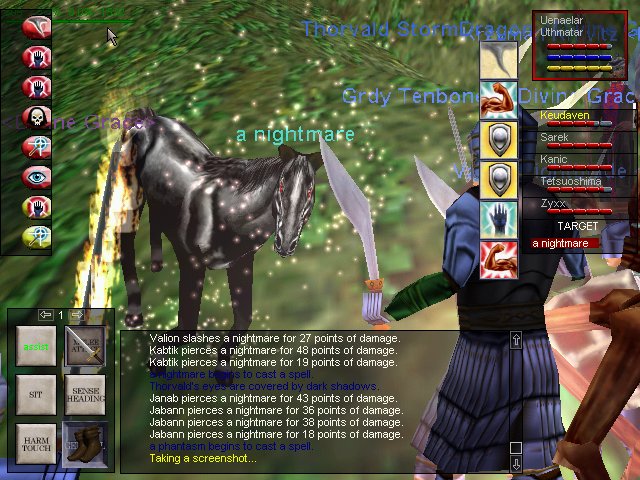 Thorvald StormDrag
Uenaelar
Uthmatar
Grdy Tenbon
Divin Grac
Keudaven
a nightmare
Sarek
Kanic
Tetsuoshima
Zyxx
TARGET
a nightmare
1
assist
SIT
SENSE
HEADING
HARM
TOUCH
Valion slashes a nightmare for 27 points of damage.
Kabtik pierces a nightmare for 48 points of damage.
Kabtik pierces a nightmare for 19 points of damage.
a nightmare begins to cast a spell.
Thorvald's eyes are covered by dark shadows.
Janab pierces a nightmare for 43 points of damage.
Jabann pierces a nightmare for 36 points of damage.
Jabann pierces a nightmare for 38 points of damage.
Jabann pierces a nightmare for 18 points of damage.
a phantasm begins to cast a spell.
Taking a screenshot...